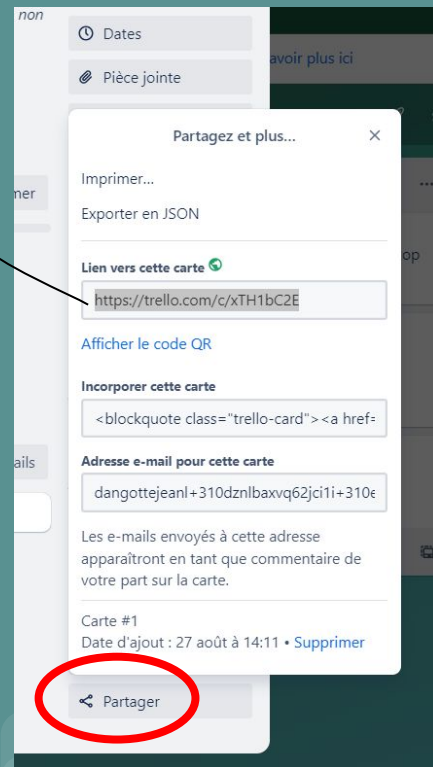 non
Dates
avoir plus ici
Pièce jointe
Partagez et plus...
Imprimer...
Exporter en JSON
Lien vers cette carte
https://trello.com/c/xTH1bC2E
Afficher le code QR
Incorporer cette carte
<blockquote class="trello-card"><a href=
Adresse e-mail pour cette carte
dangottejeanl+310dznlbaxvq62jci1i+310e
Les e-mails envoyés à cette adresse
apparaîtront en tant que commentaire de
votre part sur la carte.
Carte #1
Date d'ajout : 27 août à 14:11 • Supprimer
Partager